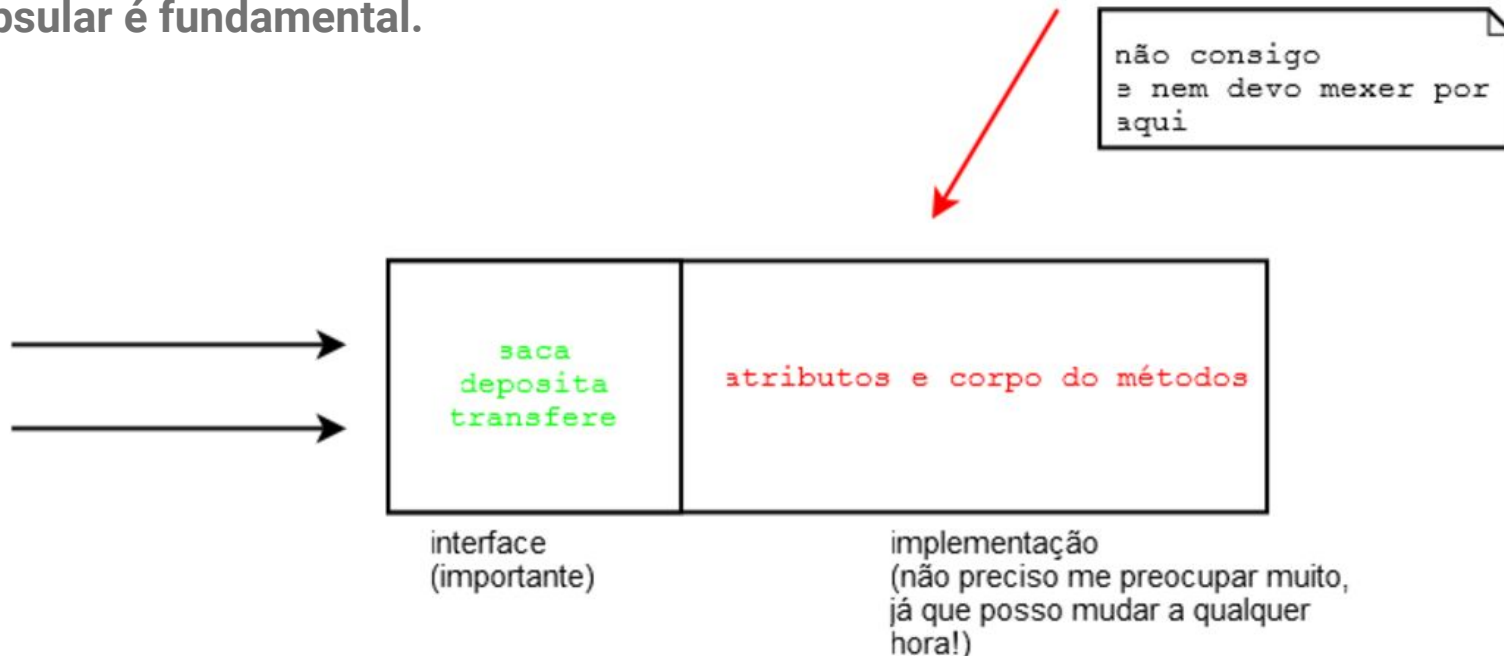 psular é fundamental.
não consigo
e nem devo mexer por
aqui
saca
deposita
transfere
atributos e corpo do métodos
interface
(importante)
implementação
(não preciso me preocupar muito,
já que posso mudar a qualquer
hora!)